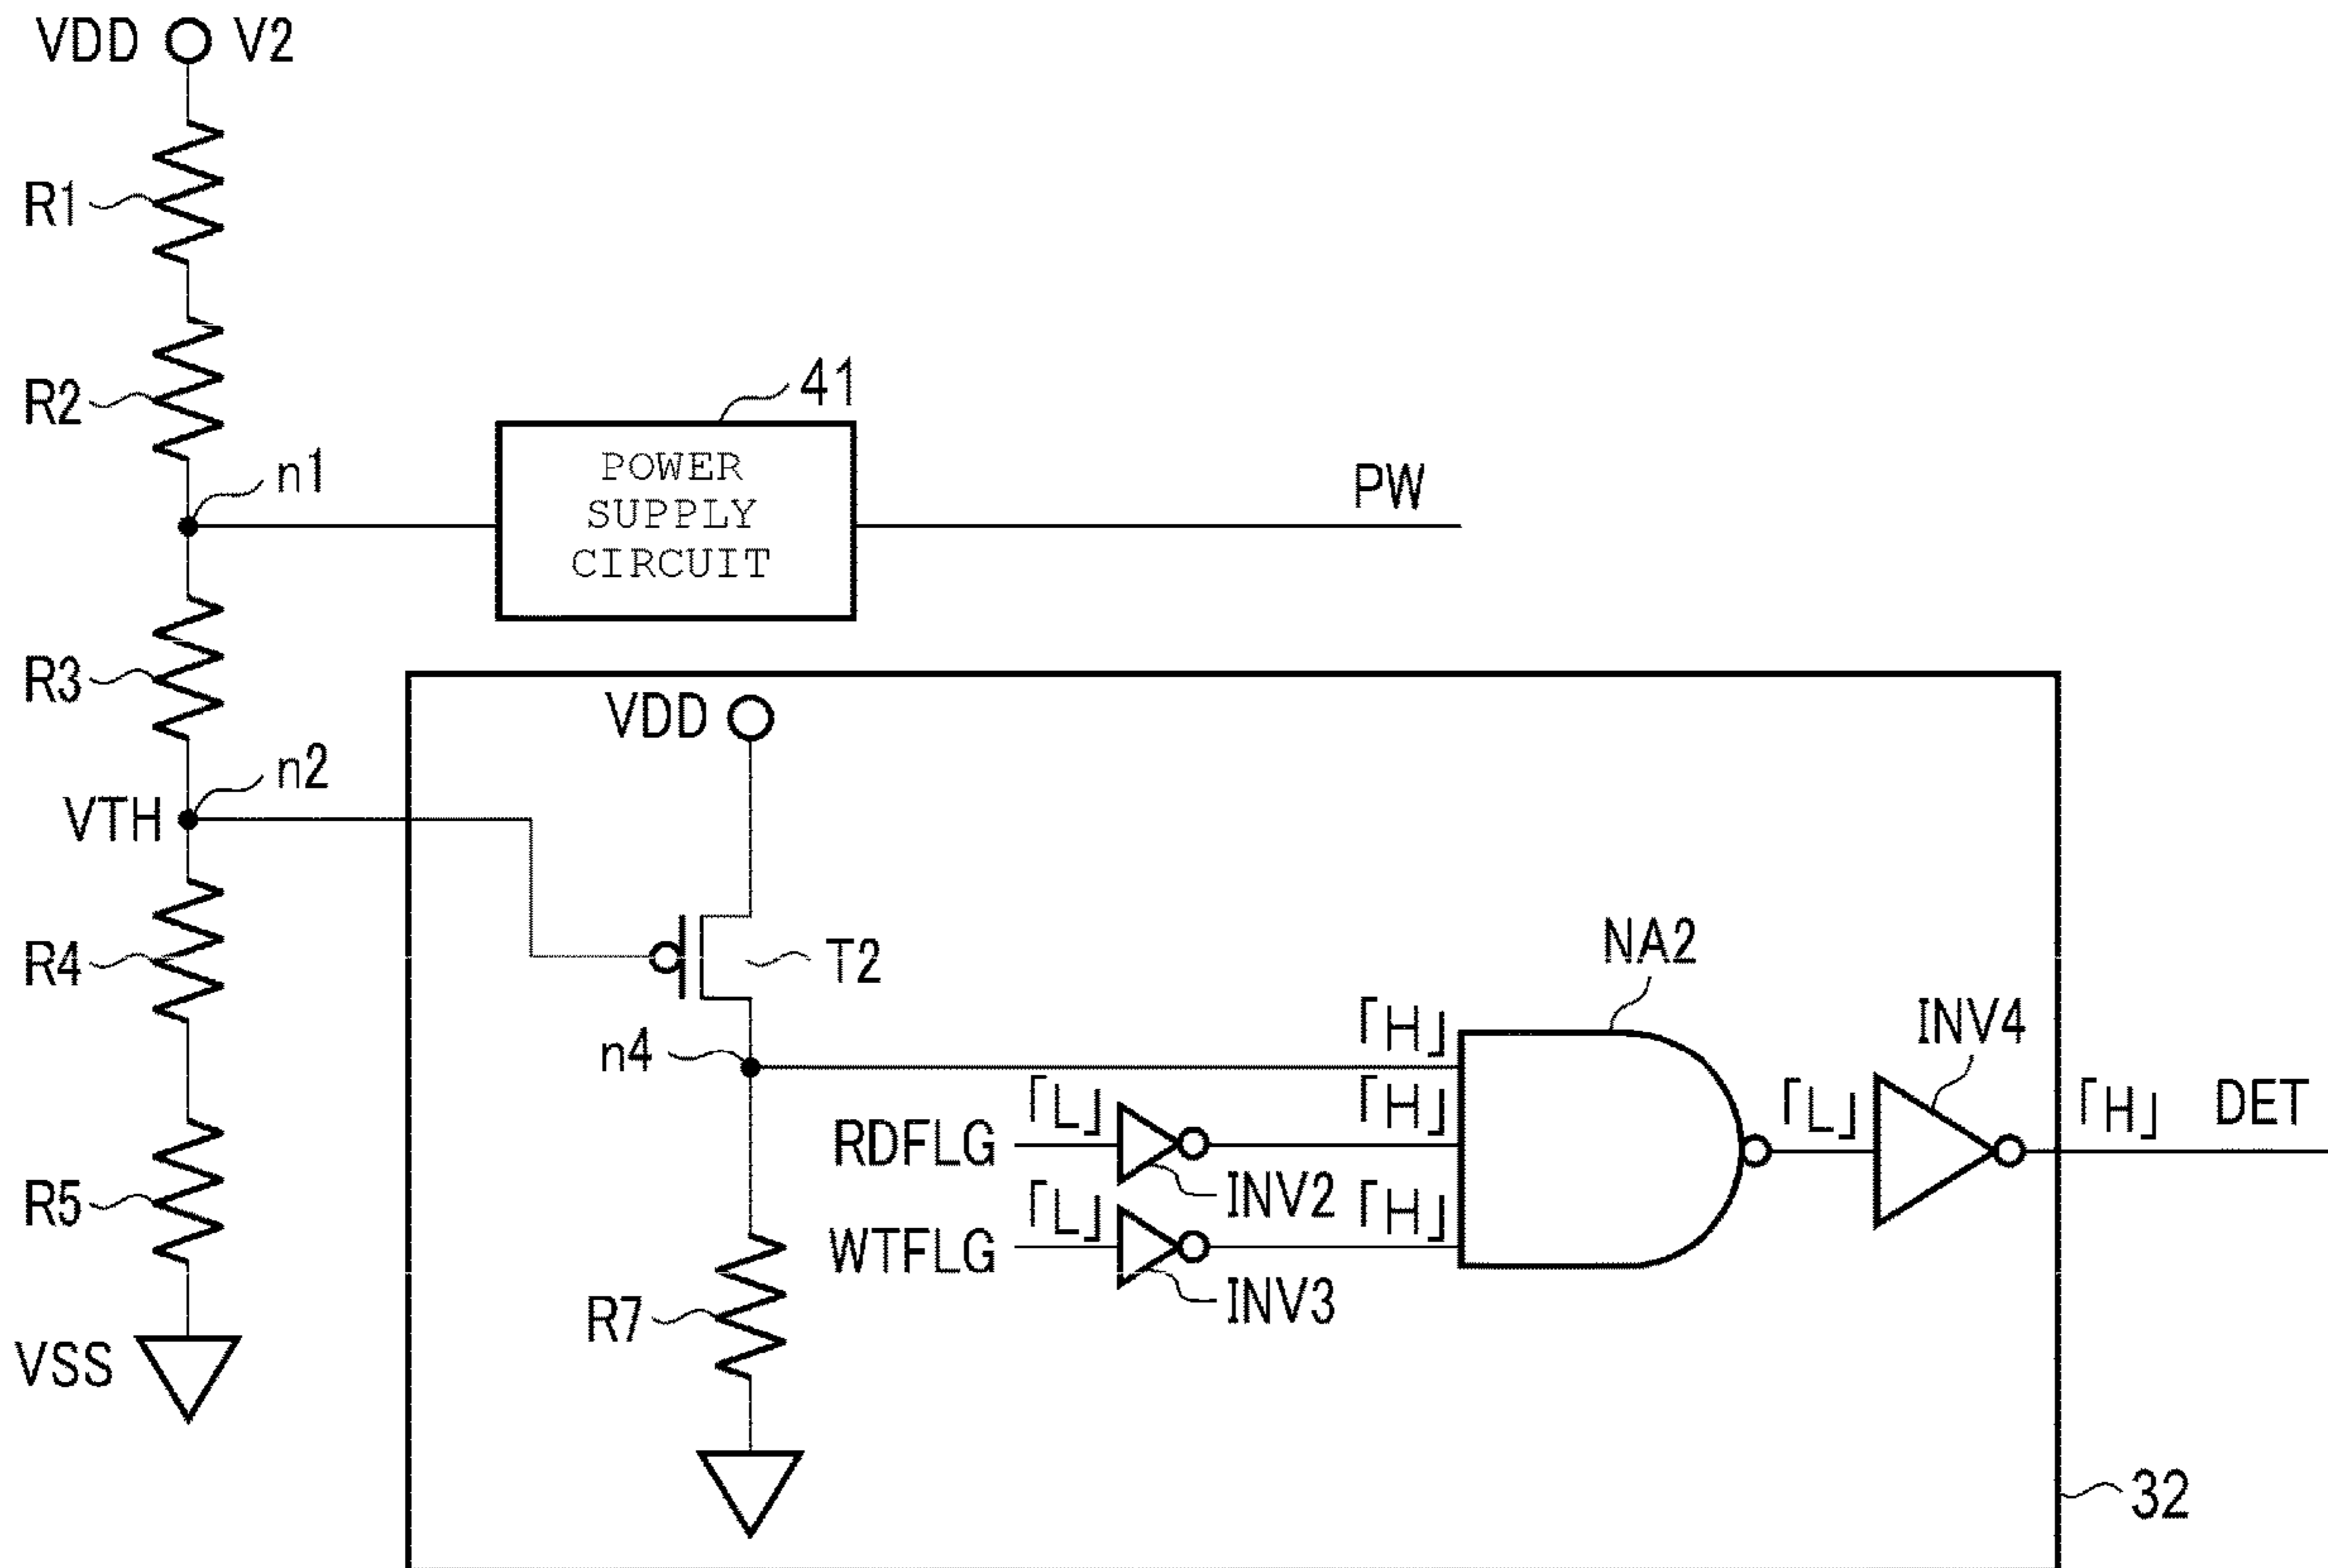 VDD V2
R1
R2
41
n1
POWER
SUPPLY
CIRCUIT
PW
R3
VDD
n2
VTH
T2
R4
NA2
n4
「H」
INV4
RDFLG 「L」 「H」
INV2
「L」
「H」 DET
R5
WTFLG 「L」 「H」
INV3
R7
VSS
32